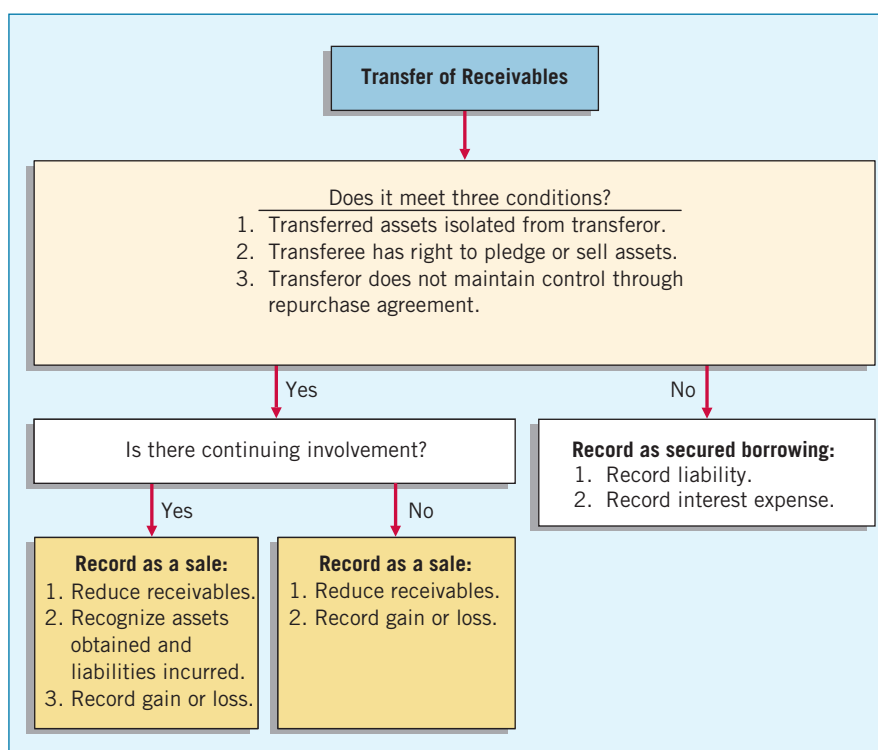 Transfer of Receivables
Does it meet three conditions?
1. Transferred assets isolated from transferor.
2. Transferee has right to pledge or sell assets.
3. Transferor does not maintain control through
repurchase agreement.
Yes
No
Is there continuing involvement?
Record as secured borrowing:
1. Record liability.
2. Record interest expense.
Yes
No
Record as a sale:
1. Reduce receivables.
2. Recognize assets
obtained and
liabilities incurred.
3. Record gain or loss.
Record as a sale:
1. Reduce receivables.
2. Record gain or loss.